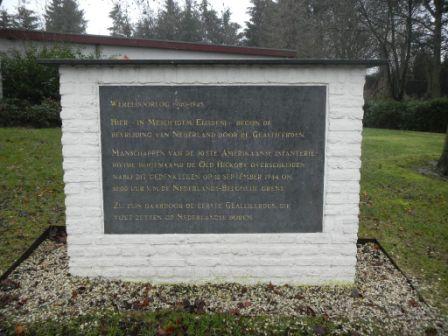 Wereldoorlog 1940-1945
Hier - in Mesch (gem. Eijsden) - begon de
bevrijding van Nederland door de Geallieerden.
Manschappen van de 30ste Amerikaanse infanterie-
divisie bijgenaamd de Old Hickory overschreden
nabij dit gedenkteken op 12 september 1944 om
10.00 uur v.m. de Nederlands-Belgische grens.
Zij zijn daardoor de eerste Geallieerden, die
voet zetten op Nederlandse bodem.